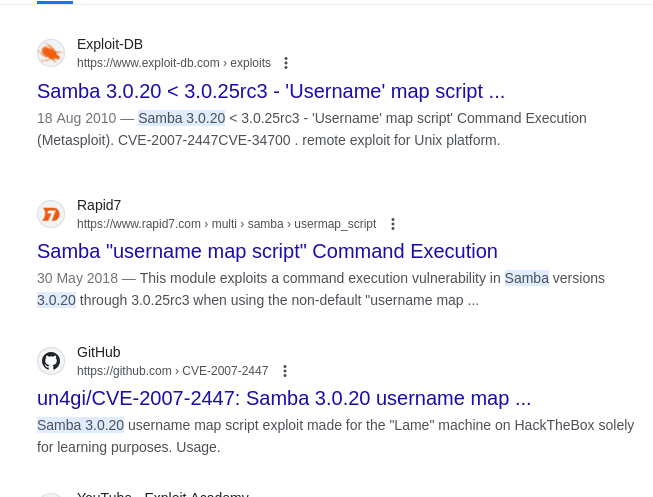 Exploit-DB
https://www.exploit-db.com › exploits
Samba 3.0.20 < 3.0.25rc3 - 'Username' map script ...
18 Aug 2010 — Samba 3.0.20 < 3.0.25rc3 - 'Username' map script' Command Execution
(Metasploit). CVE-2007-2447CVE-34700 . remote exploit for Unix platform.
Rapid7
https://www.rapid7.com › multi › samba › usermap_script
Samba "username map script" Command Execution
30 May 2018 — This module exploits a command execution vulnerability in Samba versions
3.0.20 through 3.0.25rc3 when using the non-default "username map ...
GitHub
https://github.com › CVE-2007-2447
un4gi/CVE-2007-2447: Samba 3.0.20 username map ...
Samba 3.0.20 username map script exploit made for the "Lame" machine on HackTheBox solely
for learning purposes. Usage.
YouTube · Exploit Academy